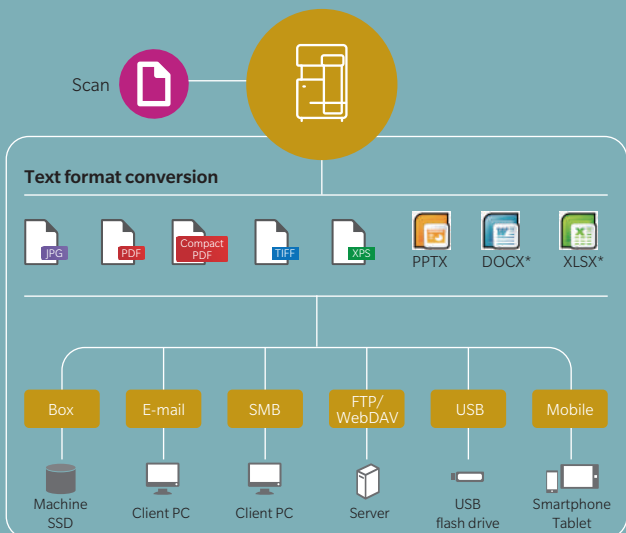 Scan
Text format conversion
JPG
PDF
Compact
PDF
TIFF
XPS
PPTX
DOCX*
XLSX*
Box
E-mail
SMB
FTP/
WebDAV
USB
Mobile
Machine
SSD
Client PC
Client PC
Server
USB
flash drive
Smartphone
Tablet